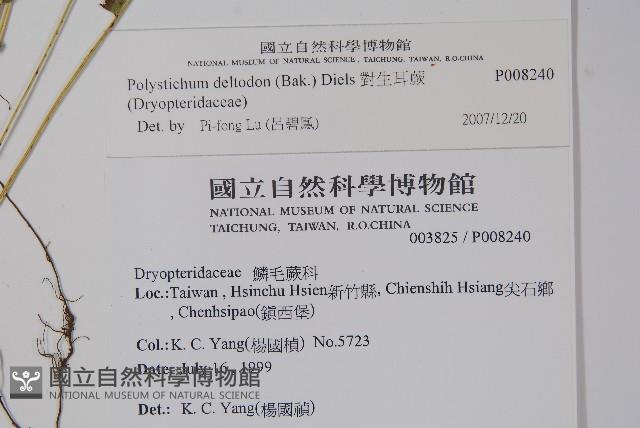 國立自然科學博物館
NATIONAL MUSEUM OF NATURAL SCIENCE, TAICHUNG, TAIWAN, R.O.CHINA
Polystichum deltodon (Bak.) Diels 對生耳蕨 P008240
(Dryopteridaceae)
Det. by Pi-fong Lu (呂碧鳳) 2007/12/20
國立自然科學博物館
NATIONAL MUSEUM OF NATURAL SCIENCE
TAICHUNG, TAIWAN, R.O.CHINA
003825 / P008240
Dryopteridaceae 鱗毛蕨科
Loc.:Taiwan , Hsinchu Hsien新竹縣, Chienshih Hsiang尖石鄉
, Chenhsipao(鎮西堡)
Col.:K. C. Yang(楊國禎) No.5723
Date: July 16, 1999
國立自然科學博物館
NATIONAL MUSEUM OF NATURAL SCIENCE
Det.: K. C. Yang(楊國禎)